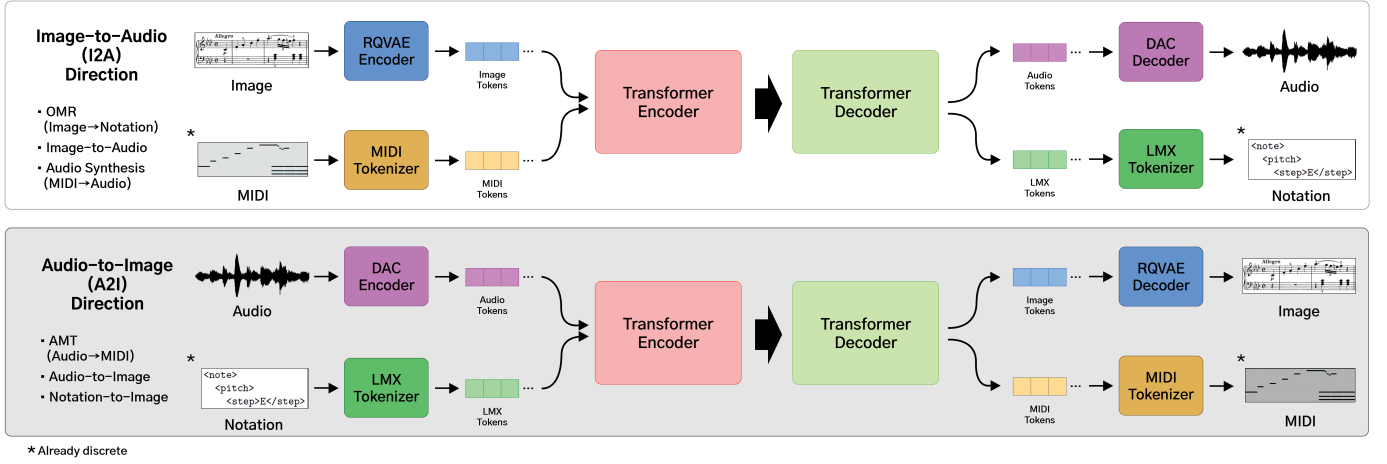 Image-to-Audio
(I2A)
Direction
▪ OMR
(Image→Notation)
▪ Image-to-Audio
▪ Audio Synthesis
(MIDI→Audio)
Allegro
Image
RQVAE
Encoder
...
Image
Tokens
*
MIDI
MIDI
Tokenizer
...
MIDI
Tokens
Transformer
Encoder
Transformer
Decoder
...
Audio
Tokens
DAC
Decoder
Audio
...
LMX
Tokens
LMX
Tokenizer
*
<note>
<pitch>
<step>E</step>
Notation
Audio-to-Image
(A2I)
Direction
▪ AMT
(Audio→MIDI)
▪ Audio-to-Image
▪ Notation-to-Image
Audio
DAC
Encoder
...
Audio
Tokens
*
<note>
<pitch>
<step>E</step>
Notation
LMX
Tokenizer
...
LMX
Tokens
Transformer
Encoder
Transformer
Decoder
...
Image
Tokens
RQVAE
Decoder
Allegro
Image
...
MIDI
Tokens
MIDI
Tokenizer
*
MIDI
* Already discrete